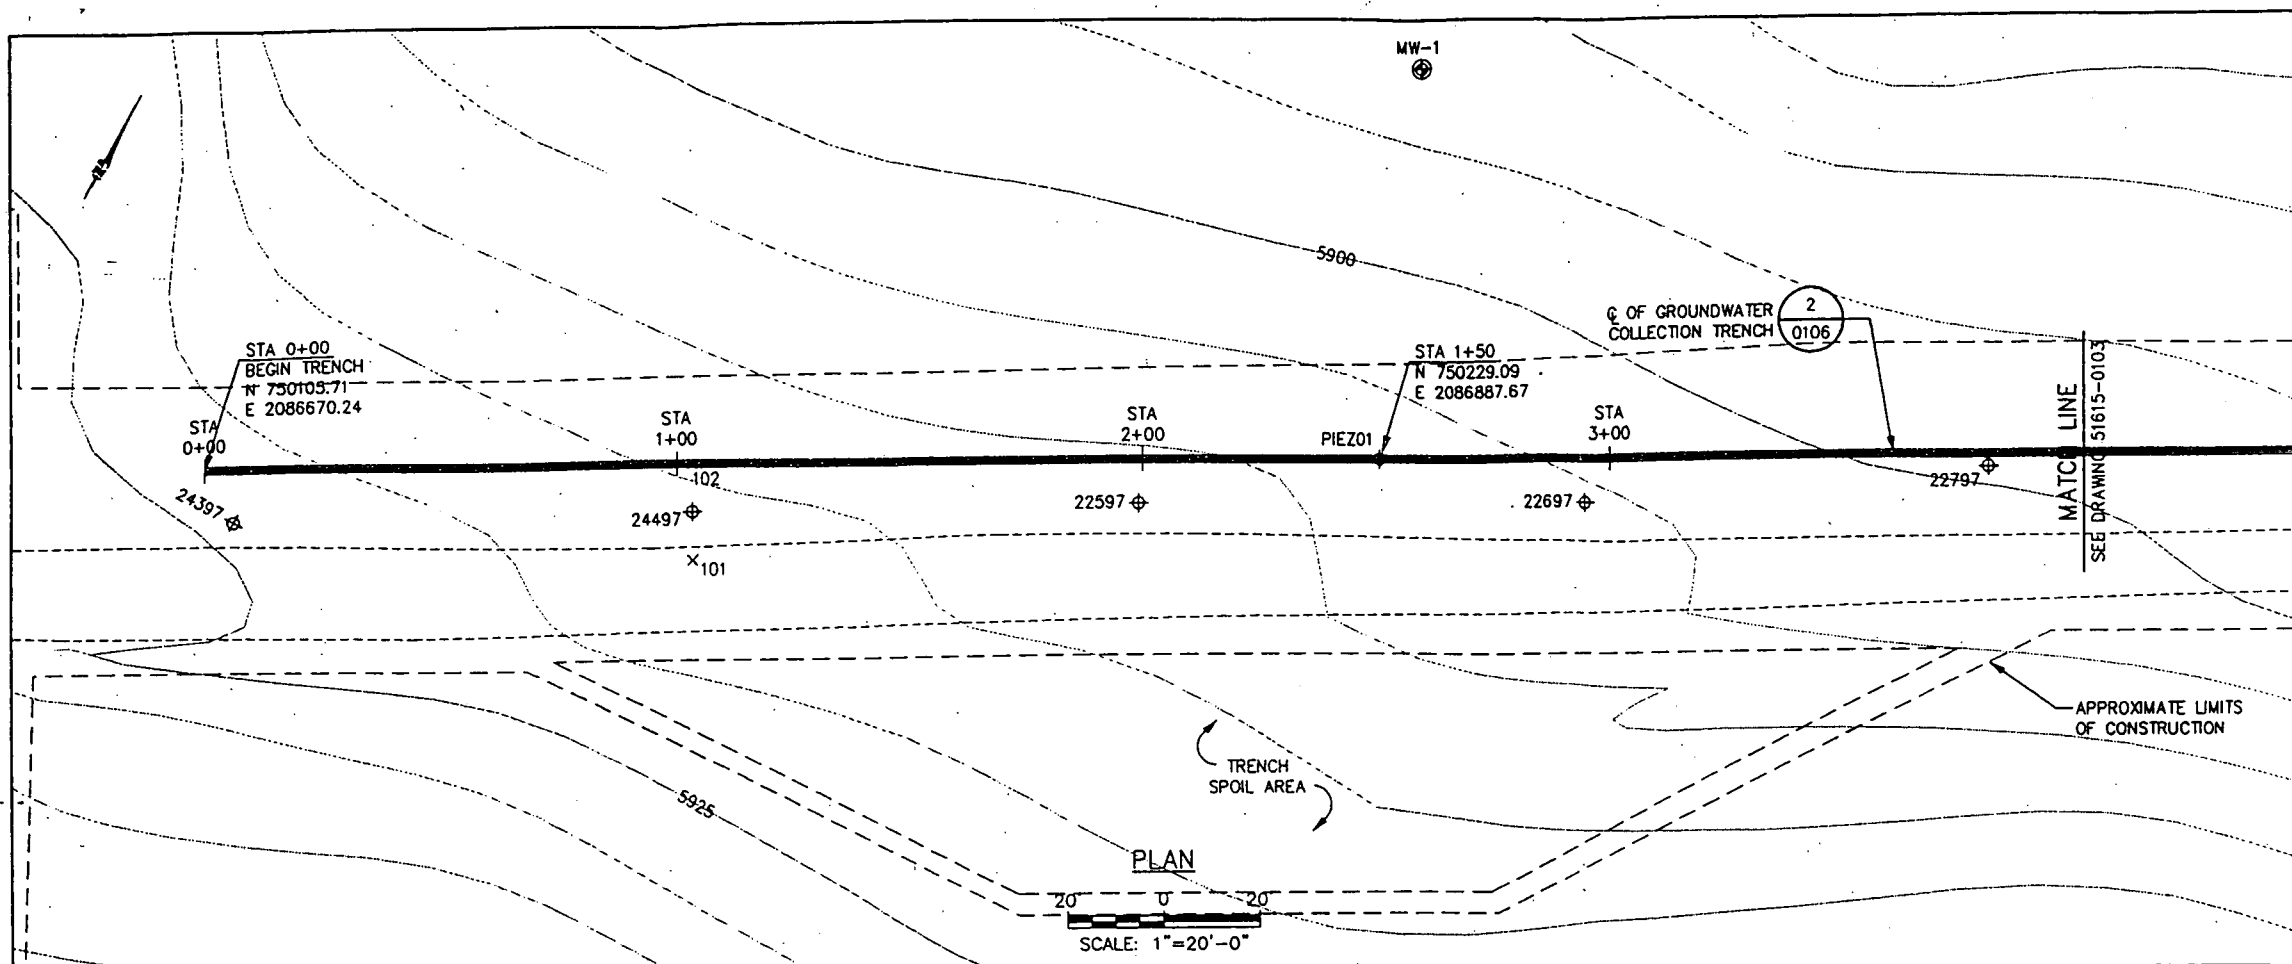 MW-1
5900
℄ OF GROUNDWATER
COLLECTION TRENCH
2
0106
STA 0+00
BEGIN TRENCH
N 750105.71
E 2086670.24
STA 1+50
N 750229.09
E 2086887.67
STA
0+00
STA
1+00
STA
2+00
PIEZ01
STA
3+00
MATCH LINE
SEE DRAWING 51615-0103
102
24397
24497
22597
22697
22797
101
APPROXIMATE LIMITS
OF CONSTRUCTION
TRENCH
SPOIL AREA
5925
PLAN
20' 0 20'
SCALE: 1"=20'-0"